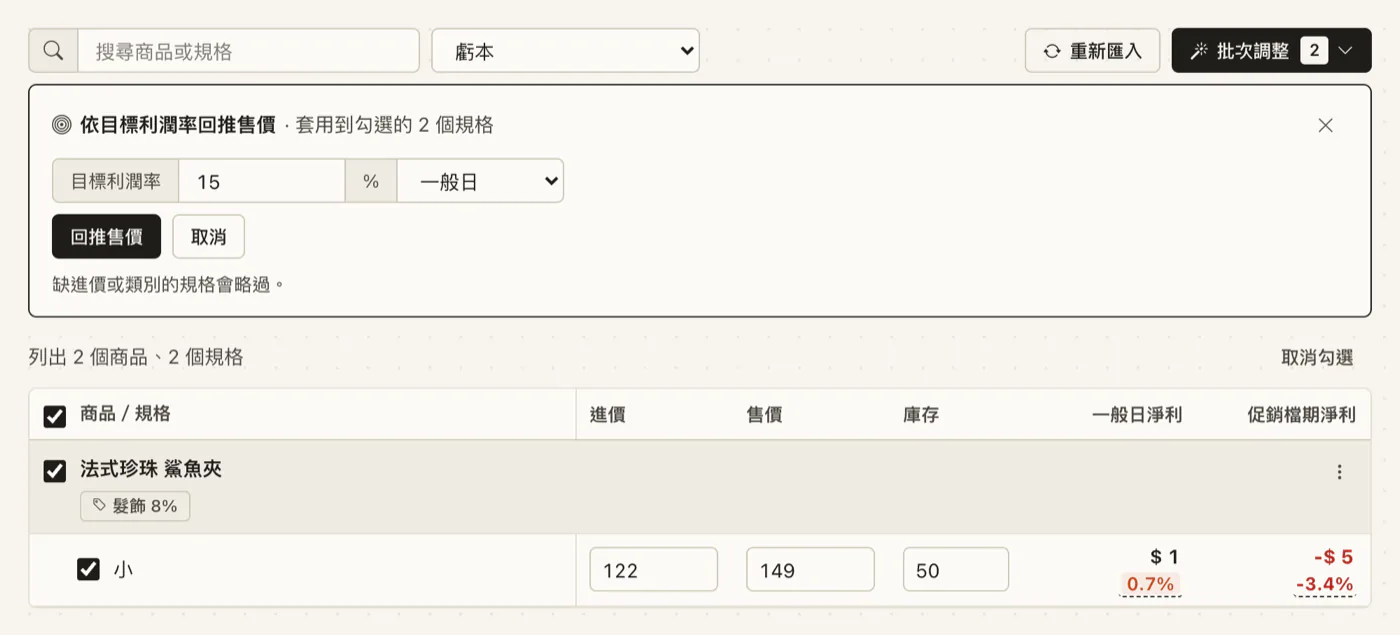 搜尋商品或規格
虧本
重新匯入
批次調整 2
依目標利潤率回推售價 · 套用到勾選的 2 個規格
目標利潤率 15 % 一般日
回推售價 取消
缺進價或類別的規格會略過。
列出 2 個商品、2 個規格 取消勾選
商品 / 規格 進價 售價 庫存 一般日淨利 促銷檔期淨利
法式珍珠 鯊魚夾
髮飾 8%
小 122 149 50 $ 1 -$ 5
0.7% -3.4%